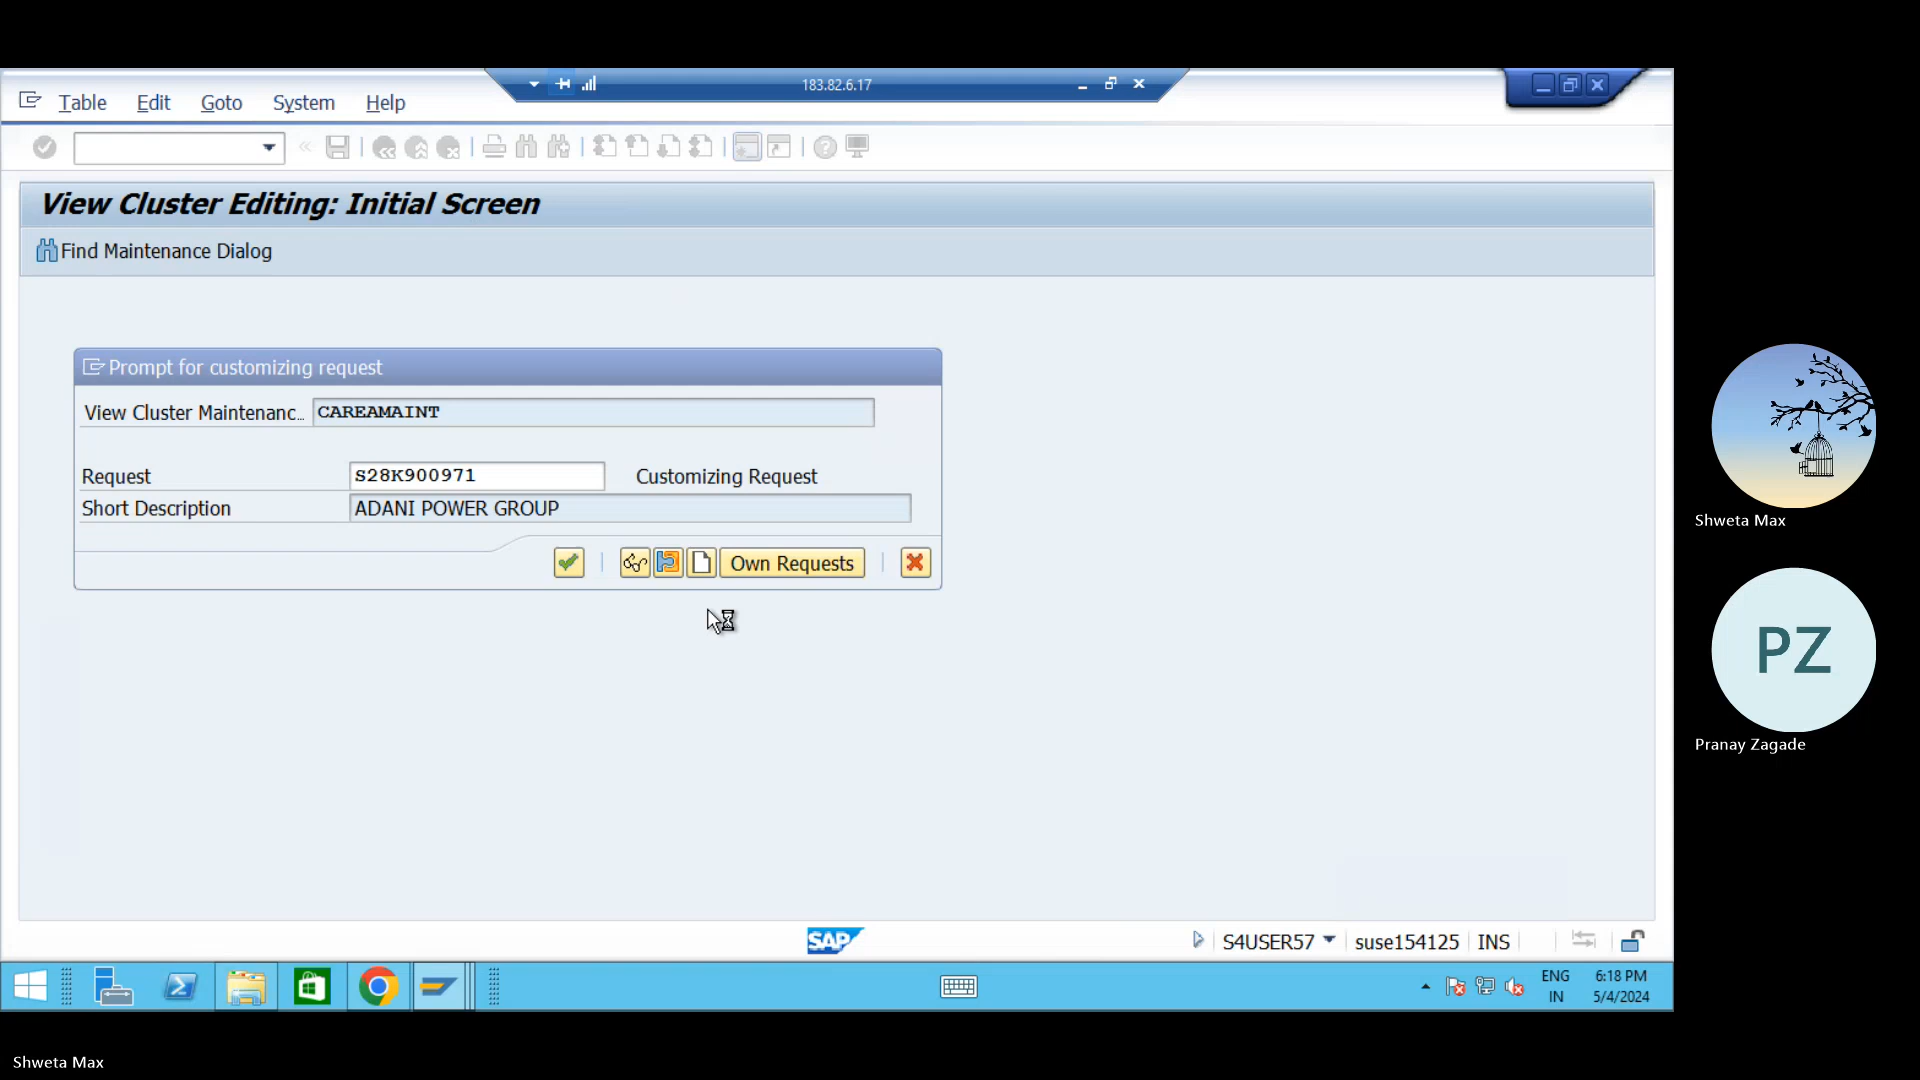 183.82.6.17
Table Edit Goto System Help
View Cluster Editing: Initial Screen
Find Maintenance Dialog
Prompt for customizing request
View Cluster Maintenanc... CAREAMAINT
Request S28K900971 Customizing Request
Short Description ADANI POWER GROUP
Own Requests
Shweta Max
PZ
Pranay Zagade
SAP
S4USER57 suse154125 INS
ENG 6:18 PM
IN 5/4/2024
Shweta Max